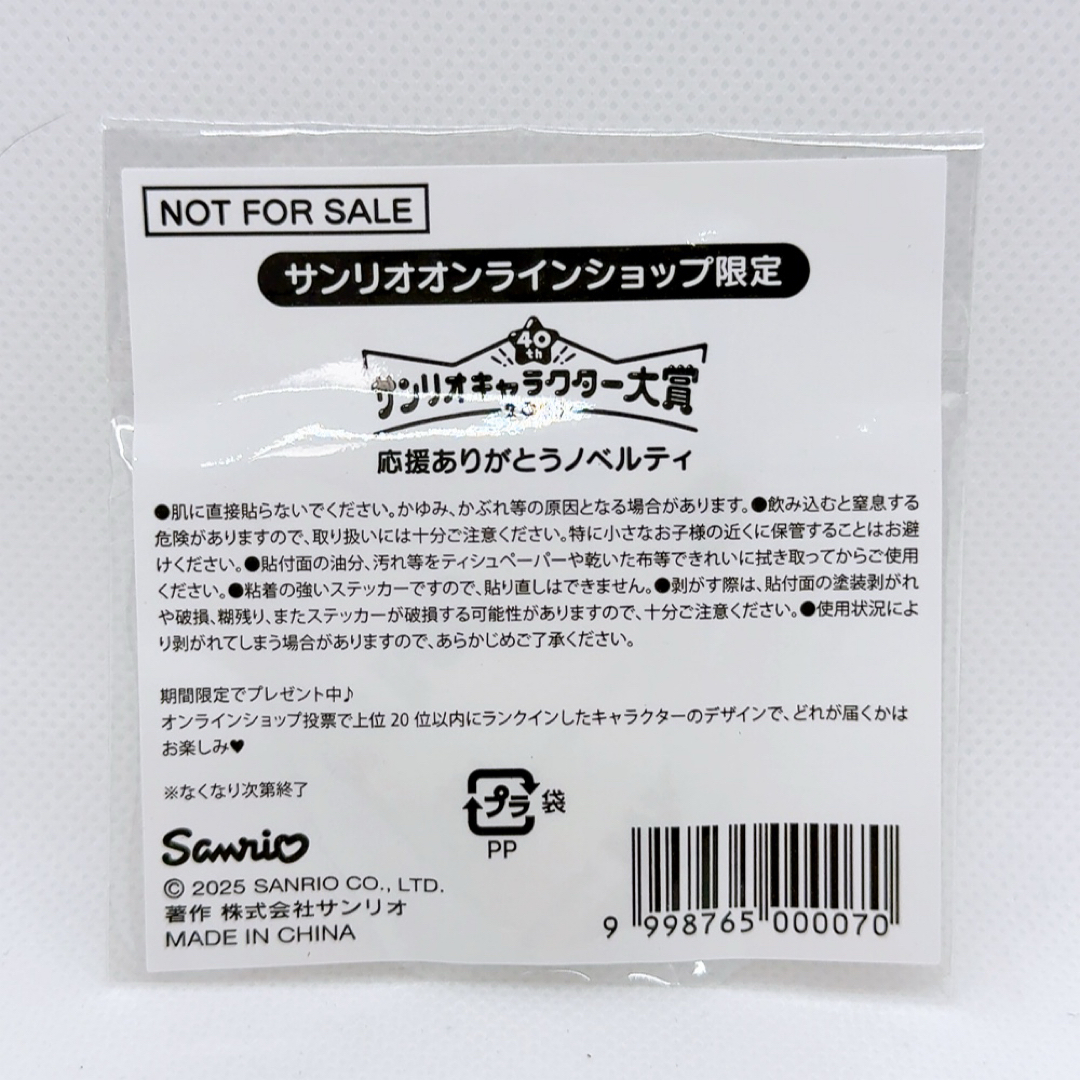 NOT FOR SALE
サンリオオンラインショップ限定
40
th
サンリオキャラクター大賞
応援ありがとうノベルティ
●肌に直接貼らないでください。かゆみ、かぶれ等の原因となる場合があります。●飲み込むと窒息する
危険がありますので、取り扱いには十分ご注意ください。特に小さなお子様の近くに保管することはお避
けください。●貼付面の油分、汚れ等をティシュペーパーや乾いた布等できれいに拭き取ってからご使用
ください。●粘着の強いステッカーですので、貼り直しはできません。●剥がす際は、貼付面の塗装剥がれ
や破損、糊残り、またステッカーが破損する可能性がありますので、十分ご注意ください。●使用状況によ
り剥がれてしまう場合がありますので、あらかじめご了承ください。
期間限定でプレゼント中♪
オンラインショップ投票で上位 20 位以内にランクインしたキャラクターのデザインで、どれが届くかは
お楽しみ♥
※なくなり次第終了
プラ 袋
PP
Sanrio
© 2025 SANRIO CO., LTD.
著作 株式会社サンリオ
MADE IN CHINA
9 998765 000070